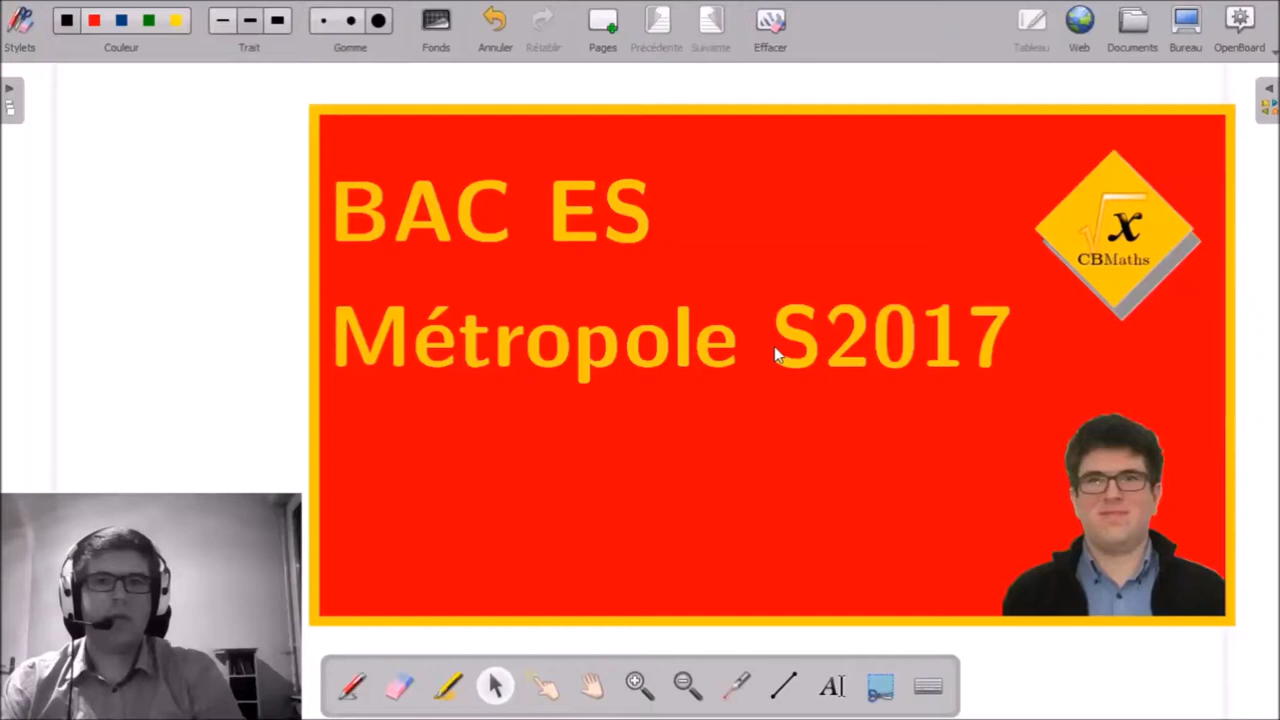 Stylets
Couleur
Trait
Gomme
Fonds
Annuler
Rétablir
Pages
Précédente
Suivante
Effacer
Tableau
Web
Documents
Bureau
OpenBoard
BAC ES
Métropole S2017
√x
CBMaths
AI